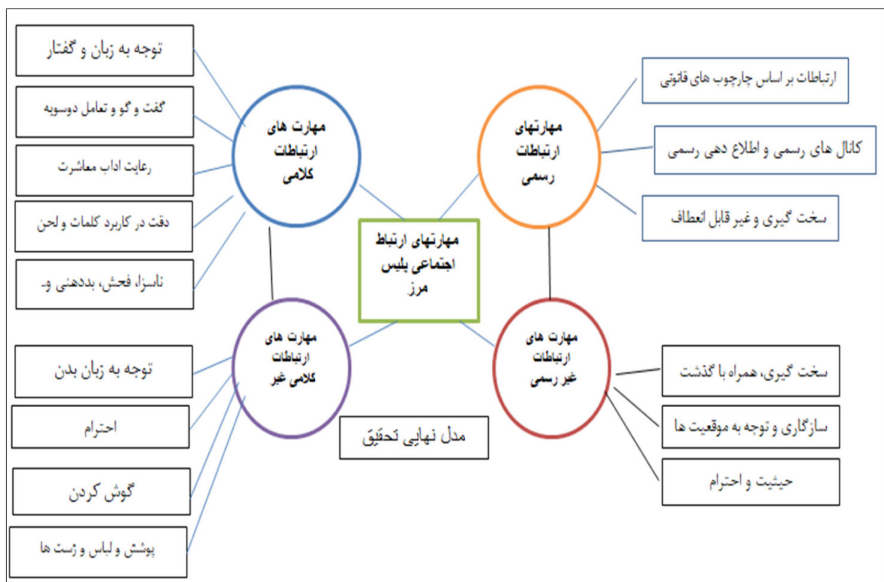 توجه به زبان و گفتار
گفت و گو و تعامل دوسویه
رعایت اداب معاشرت
دقت در کاربرد کلمات و لحن
ناسزا، فحش، بددهنی و..
مهارت های
ارتباطات
کلامی
مهارتهای
ارتباطات
رسمی
ارتباطات بر اساس چارچوب های قانونی
کانال های رسمی و اطلاع دهی رسمی
سخت گیری و غیر قابل انعطاف
مهارتهای ارتباط
اجتماعی پلیس
مرز
مهارت های
ارتباطات
کلامی غیر
مهارت های
ارتباطات
غیر رسمی
توجه به زبان بدن
احترام
گوش کردن
پوشش و لباس و ژست ها
سخت گیری، همراه با گذشت
سازگاری و توجه به موقعیت ها
حیثیت و احترام
مدل نهایی تحقیق